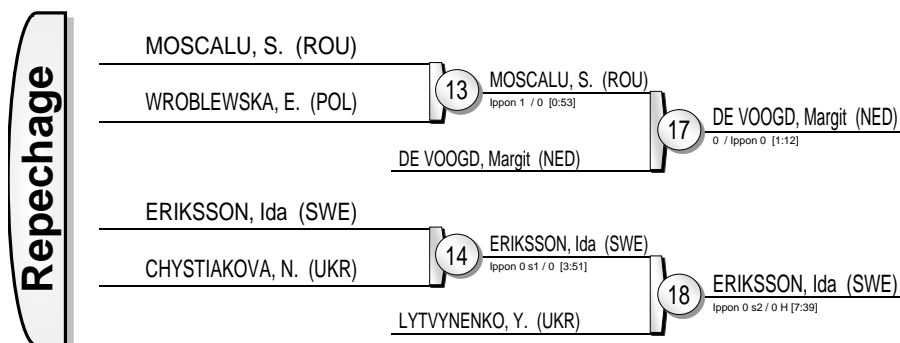 Repechage
MOSCALU, S. (ROU)
WROBLEWSKA, E. (POL)
13
MOSCALU, S. (ROU)
Ippon 1 / 0 [0:53]
DE VOOGD, Margit (NED)
17
DE VOOGD, Margit (NED)
0 / Ippon 0 [1:12]
ERIKSSON, Ida (SWE)
CHYSTIAKOVA, N. (UKR)
14
ERIKSSON, Ida (SWE)
Ippon 0 s1 / 0 [3:51]
LYTVYNENKO, Y. (UKR)
18
ERIKSSON, Ida (SWE)
Ippon 0 s2 / 0 H [7:39]